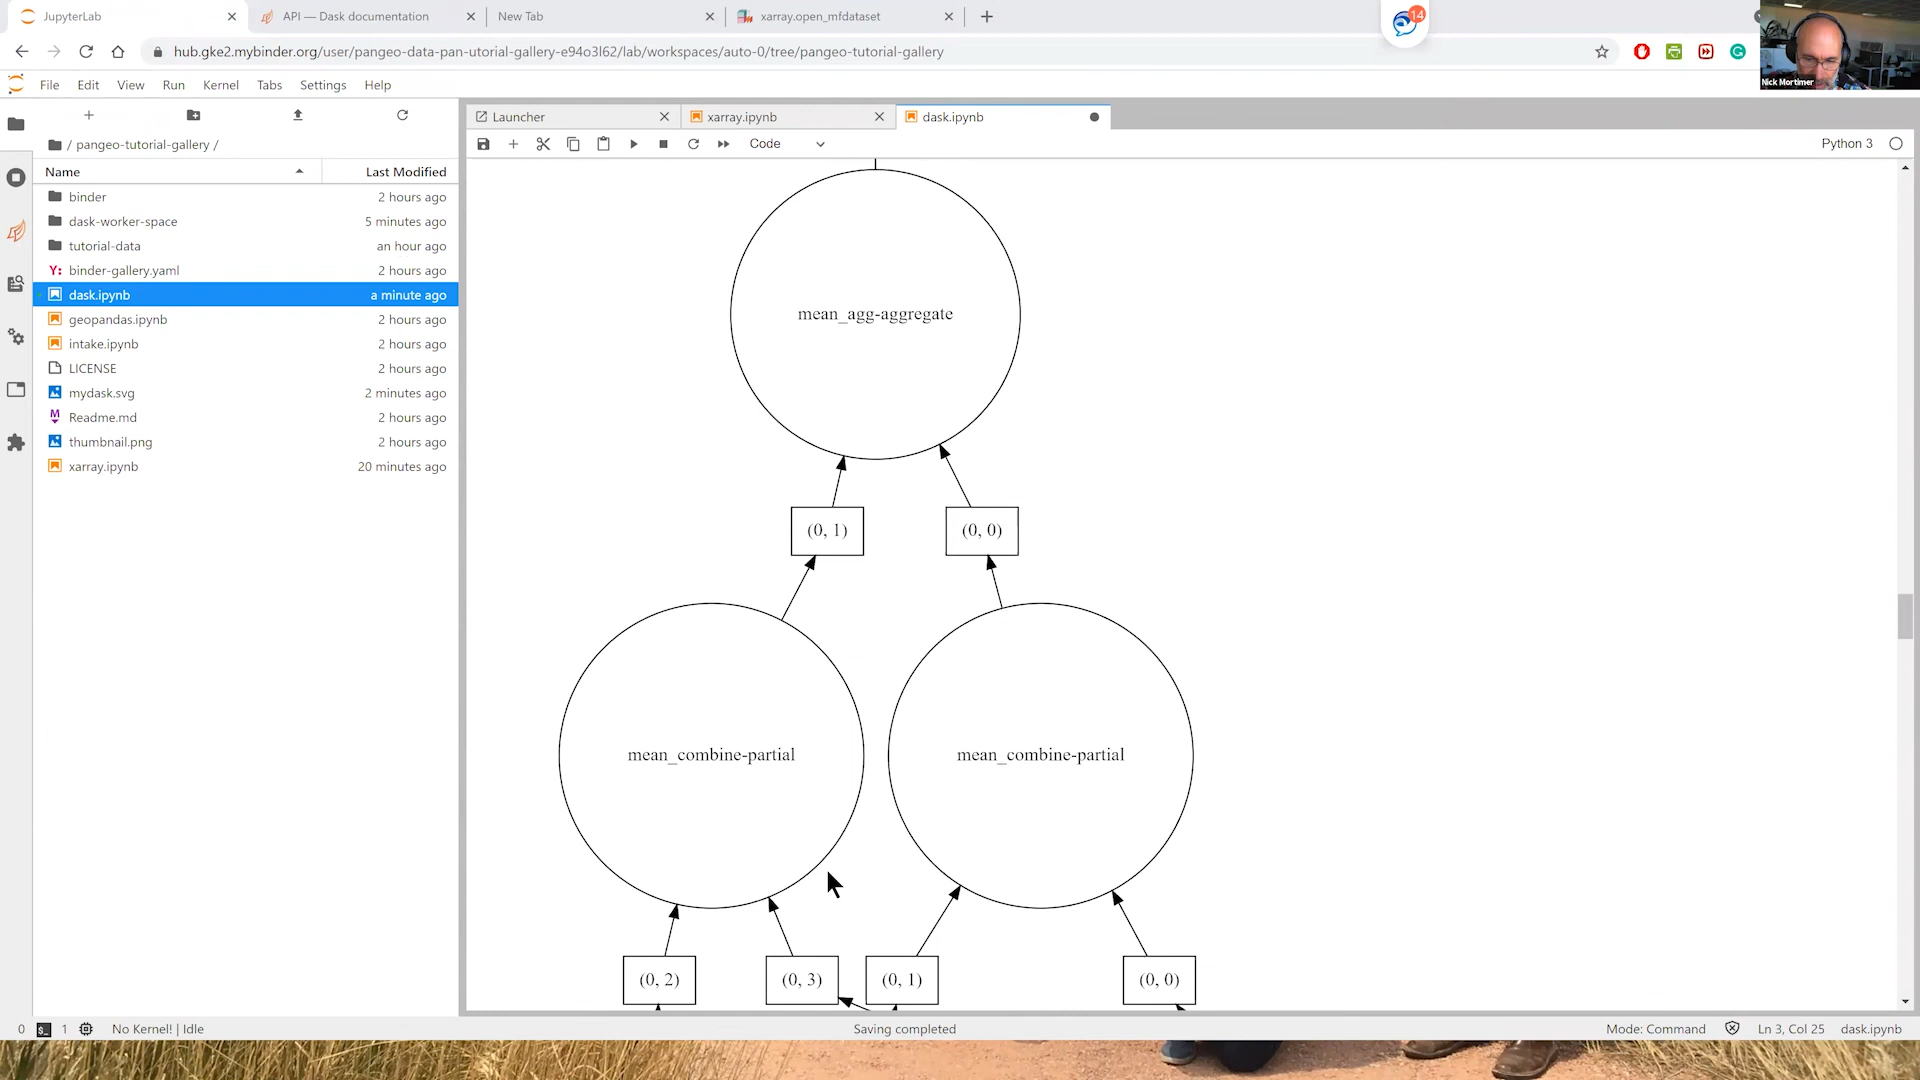 JupyterLab
API — Dask documentation
New Tab
xarray.open_mfdataset
14
hub.gke2.mybinder.org/user/pangeo-data-pan-utorial-gallery-e94o3l62/lab/workspaces/auto-0/tree/pangeo-tutorial-gallery
Nick Mortimer
File Edit View Run Kernel Tabs Settings Help
/ pangeo-tutorial-gallery /
Name Last Modified
binder 2 hours ago
dask-worker-space 5 minutes ago
tutorial-data an hour ago
Y: binder-gallery.yaml 2 hours ago
dask.ipynb a minute ago
geopandas.ipynb 2 hours ago
intake.ipynb 2 hours ago
LICENSE 2 hours ago
mydask.svg 2 minutes ago
M Readme.md 2 hours ago
thumbnail.png 2 hours ago
xarray.ipynb 20 minutes ago
Launcher
xarray.ipynb
dask.ipynb
Code
Python 3
mean_agg-aggregate
(0, 1) (0, 0)
mean_combine-partial mean_combine-partial
(0, 2) (0, 3) (0, 1) (0, 0)
0 $_ 1 No Kernel! | Idle Saving completed Mode: Command Ln 3, Col 25 dask.ipynb